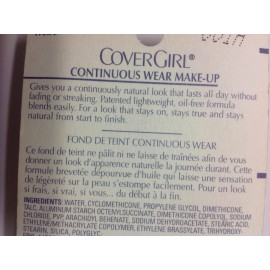 COVERGIRL®
CONTINUOUS WEAR MAKE-UP
Gives you a continuously natural look that lasts all day without
fading or streaking. Patented lightweight, oil-free formula
blends easily. For a look that stays on, stays true and stays
natural from start to finish.
FOND DE TEINT CONTINUOUS WEAR
Ce fond de teint ne pâlit ni ne laisse de traînées afin de vous
donner un look d'apparence naturelle la journée durant. Cette
formule brevetée dépourvue d'huile qui laisse une sensation
de légèreté sur la peau s'estompe facilement. Pour un look
si frais, si vrai, si vous... du début à la fin.
INGREDIENTS: WATER, CYCLOMETHICONE, PROPYLENE GLYCOL, DIMETHICONE,
TALC, ALUMINUM STARCH OCTENYLSUCCINATE, DIMETHICONE COPOLYOL, SODIUM
CHLORIDE, PVP, ARACHIDYL BEHENATE, SODIUM DEHYDROACETATE, STEARIC ACID,
ETHYLENE/METHACRYLATE COPOLYMER, ETHYLENE BRASSYLATE, TRIHYDROXY-
STEARIN, SILICA, POLYGLYC-